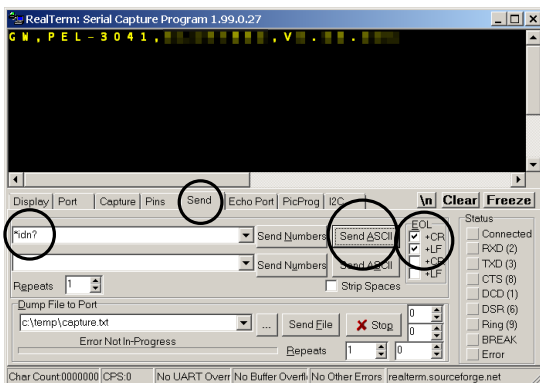 RealTerm: Serial Capture Program 1.99.0.27
GW,PEL-3041, ,V . .
Display Port Capture Pins Send Echo Port PicProg I2C \n Clear Freeze
*idn? Send Numbers Send ASCII EOL +CR +LF
Send Numbers Send ASCII +CR +LF
Repeats 1 Strip Spaces
Dump File to Port
c:\temp\capture.txt ... Send File Stop 0 0
Error Not In-Progress Repeats 1 0
Status
Connected
RXD (2)
TXD (3)
CTS (8)
DCD (1)
DSR (6)
Ring (9)
BREAK
Error
Char Count:0000000 CPS:0 No UART Overr No Buffer Overfl No Other Errors realterm.sourceforge.net